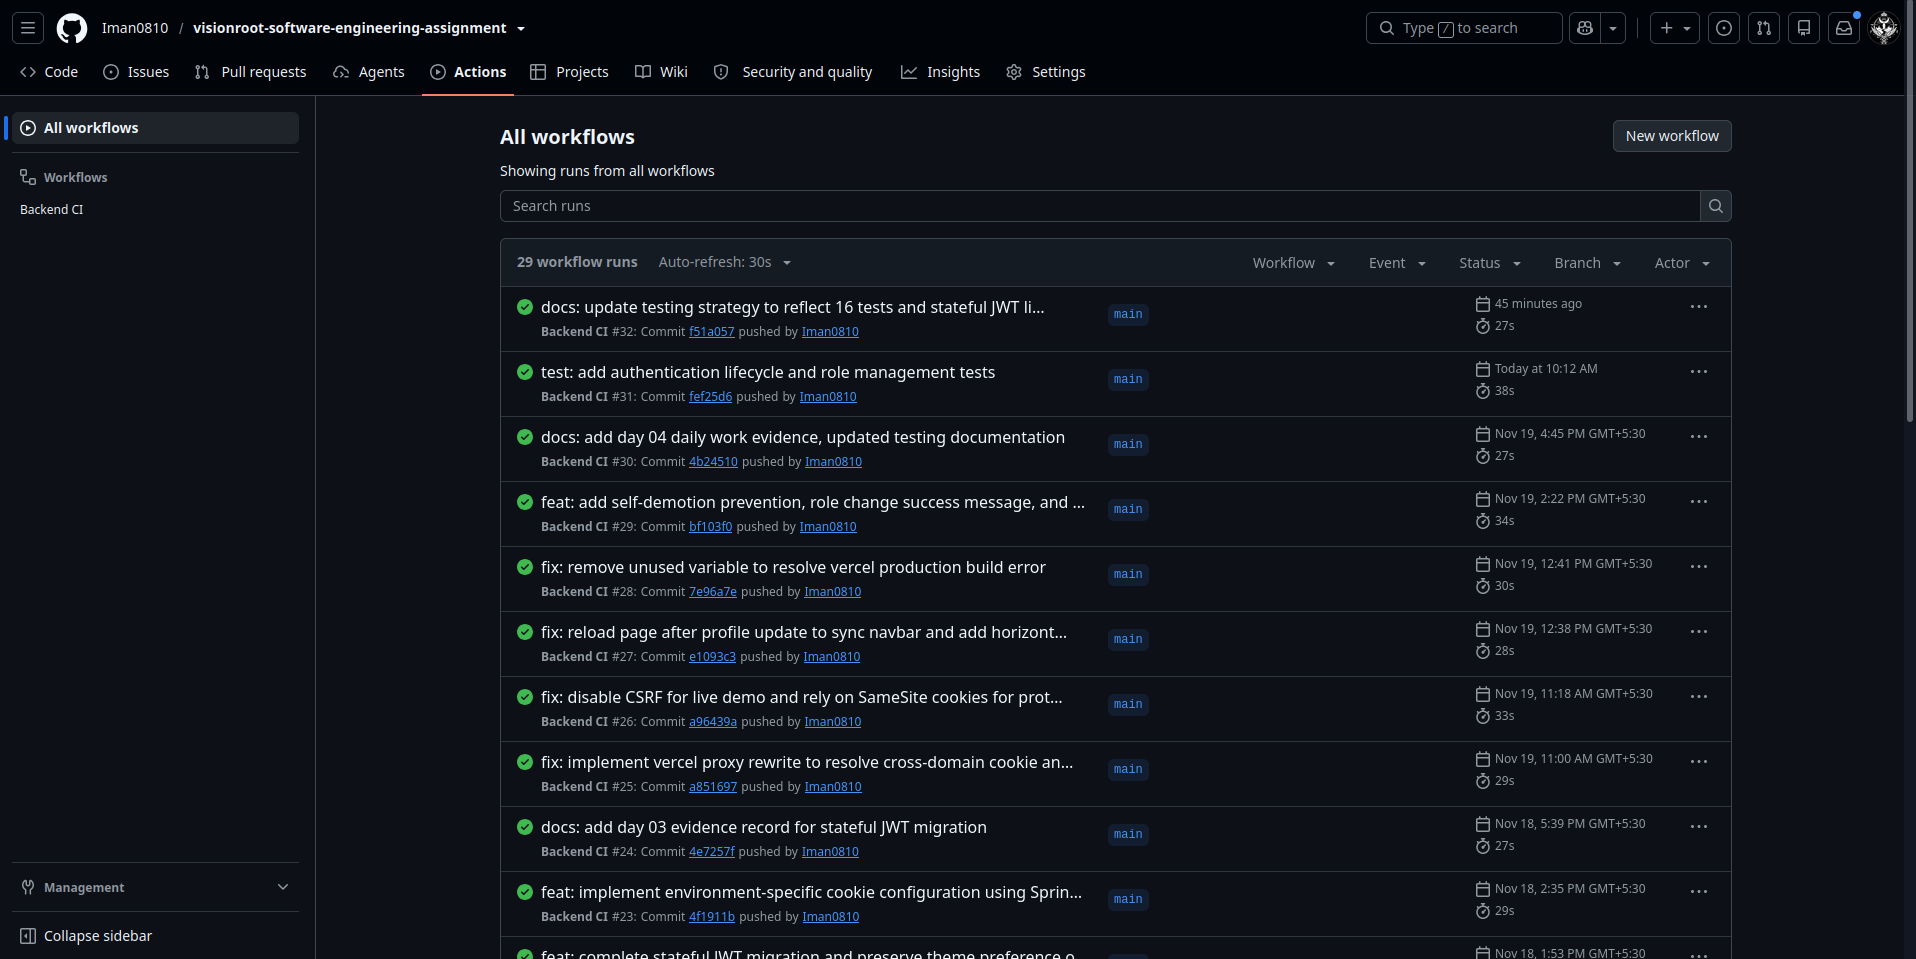 Iman0810 / visionroot-software-engineering-assignment
Type / to search
Code Issues Pull requests Agents Actions Projects Wiki Security and quality Insights Settings
All workflows
Workflows
Backend CI
Management
Collapse sidebar
All workflows
New workflow
Showing runs from all workflows
Search runs
29 workflow runs Auto-refresh: 30s Workflow Event Status Branch Actor
docs: update testing strategy to reflect 16 tests and stateful JWT li... main 45 minutes ago
Backend CI #32: Commit f51a057 pushed by Iman0810 27s
test: add authentication lifecycle and role management tests main Today at 10:12 AM
Backend CI #31: Commit fef25d6 pushed by Iman0810 38s
docs: add day 04 daily work evidence, updated testing documentation main Nov 19, 4:45 PM GMT+5:30
Backend CI #30: Commit 4b24510 pushed by Iman0810 27s
feat: add self-demotion prevention, role change success message, and ... main Nov 19, 2:22 PM GMT+5:30
Backend CI #29: Commit bf103f0 pushed by Iman0810 34s
fix: remove unused variable to resolve vercel production build error main Nov 19, 12:41 PM GMT+5:30
Backend CI #28: Commit 7e96a7e pushed by Iman0810 30s
fix: reload page after profile update to sync navbar and add horizont... main Nov 19, 12:38 PM GMT+5:30
Backend CI #27: Commit e1093c3 pushed by Iman0810 28s
fix: disable CSRF for live demo and rely on SameSite cookies for prot... main Nov 19, 11:18 AM GMT+5:30
Backend CI #26: Commit a96439a pushed by Iman0810 33s
fix: implement vercel proxy rewrite to resolve cross-domain cookie an... main Nov 19, 11:00 AM GMT+5:30
Backend CI #25: Commit a851697 pushed by Iman0810 29s
docs: add day 03 evidence record for stateful JWT migration main Nov 18, 5:39 PM GMT+5:30
Backend CI #24: Commit 4e7257f pushed by Iman0810 27s
feat: implement environment-specific cookie configuration using Sprin... main Nov 18, 2:35 PM GMT+5:30
Backend CI #23: Commit 4f1911b pushed by Iman0810 29s
feat: complete stateful JWT migration and preserve theme preference o Nov 18, 1:53 PM GMT+5:30